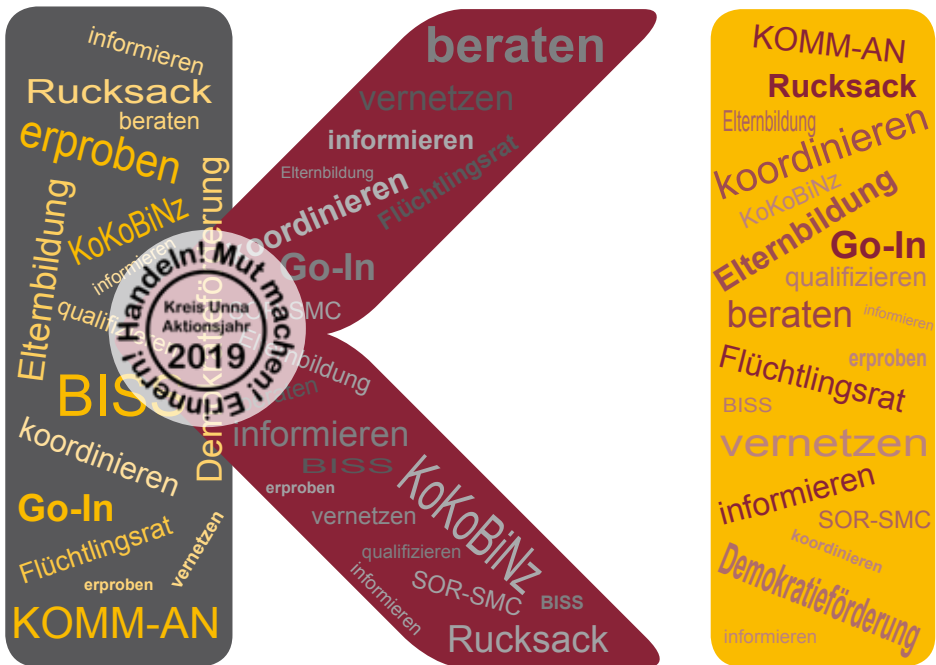 informieren
Rucksack
beraten
erproben
Elternbildung
KoKoBiNz
Demokratieförderung
informieren
qualifizieren
BISS
koordinieren
Go-In
Flüchtlingsrat
vernetzen
erproben
KOMM-AN
Handeln! Mut machen! Erinnern!
Kreis Unna
Aktionsjahr
2019
beraten
vernetzen
informieren
Elternbildung
Flüchtlingsrat
koordinieren
Go-In
SOR-SMC
Elternbildung
beraten
informieren
BISS
erproben
KoKoBiNz
vernetzen
qualifizieren
informieren
SOR-SMC
BISS
Rucksack
KOMM-AN
Rucksack
Elternbildung
koordinieren
KoKoBiNz
Elternbildung
Go-In
qualifizieren
beraten
informieren
Flüchtlingsrat
erproben
BISS
vernetzen
informieren
SOR-SMC
koordinieren
Demokratieförderung
informieren